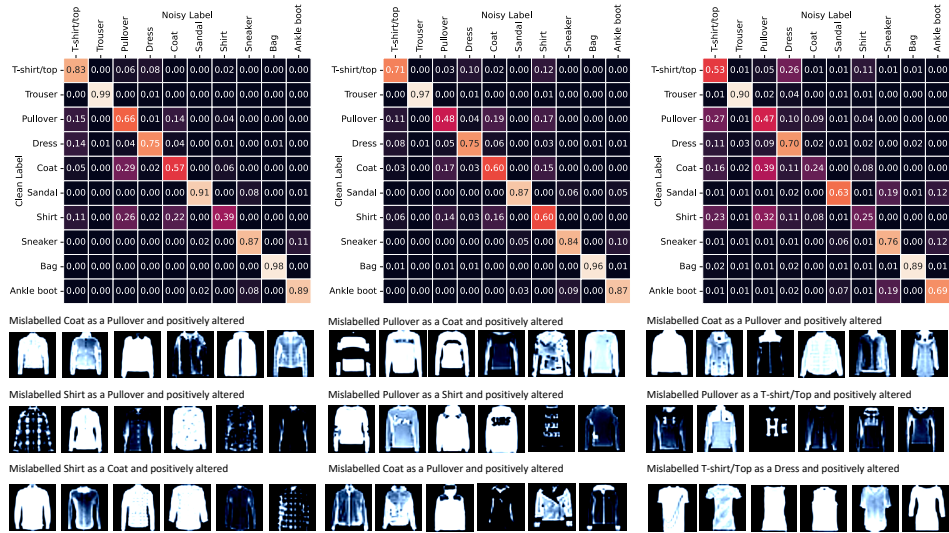 Noisy Label
T-shirt/top Trouser Pullover Dress Coat Sandal Shirt Sneaker Bag Ankle boot
Clean Label
T-shirt/top 0.83 0.00 0.06 0.08 0.00 0.00 0.02 0.00 0.00 0.00
Trouser 0.00 0.99 0.00 0.01 0.00 0.00 0.00 0.00 0.00 0.00
Pullover 0.15 0.00 0.66 0.01 0.14 0.00 0.04 0.00 0.00 0.00
Dress 0.14 0.01 0.04 0.75 0.04 0.00 0.01 0.00 0.00 0.00
Coat 0.05 0.00 0.29 0.02 0.57 0.00 0.06 0.00 0.00 0.00
Sandal 0.00 0.00 0.00 0.00 0.00 0.91 0.00 0.08 0.00 0.01
Shirt 0.11 0.00 0.26 0.02 0.22 0.00 0.39 0.00 0.00 0.00
Sneaker 0.00 0.00 0.00 0.00 0.00 0.02 0.00 0.87 0.00 0.11
Bag 0.00 0.00 0.00 0.00 0.00 0.00 0.00 0.00 0.98 0.00
Ankle boot 0.00 0.00 0.00 0.00 0.00 0.02 0.00 0.08 0.00 0.89
Noisy Label
T-shirt/top Trouser Pullover Dress Coat Sandal Shirt Sneaker Bag Ankle boot
Clean Label
T-shirt/top 0.71 0.00 0.03 0.10 0.02 0.00 0.12 0.00 0.00 0.00
Trouser 0.00 0.97 0.00 0.02 0.00 0.00 0.00 0.00 0.00 0.00
Pullover 0.11 0.00 0.48 0.04 0.19 0.00 0.17 0.00 0.00 0.00
Dress 0.08 0.01 0.05 0.75 0.06 0.00 0.03 0.00 0.00 0.00
Coat 0.03 0.00 0.17 0.03 0.60 0.00 0.15 0.00 0.00 0.00
Sandal 0.00 0.00 0.00 0.00 0.00 0.87 0.00 0.06 0.00 0.05
Shirt 0.06 0.00 0.14 0.03 0.16 0.00 0.60 0.00 0.00 0.00
Sneaker 0.00 0.00 0.00 0.00 0.00 0.05 0.00 0.84 0.00 0.10
Bag 0.01 0.00 0.00 0.01 0.00 0.00 0.01 0.00 0.96 0.01
Ankle boot 0.00 0.00 0.00 0.00 0.00 0.03 0.00 0.09 0.00 0.87
Noisy Label
T-shirt/top Trouser Pullover Dress Coat Sandal Shirt Sneaker Bag Ankle boot
Clean Label
T-shirt/top 0.53 0.01 0.05 0.26 0.01 0.01 0.11 0.01 0.01 0.00
Trouser 0.01 0.90 0.02 0.04 0.01 0.00 0.01 0.00 0.00 0.00
Pullover 0.27 0.01 0.47 0.10 0.09 0.01 0.04 0.01 0.01 0.00
Dress 0.11 0.03 0.09 0.70 0.02 0.01 0.02 0.01 0.01 0.01
Coat 0.16 0.02 0.39 0.11 0.24 0.00 0.08 0.00 0.00 0.00
Sandal 0.01 0.01 0.01 0.02 0.00 0.63 0.01 0.19 0.01 0.12
Shirt 0.23 0.01 0.32 0.11 0.08 0.01 0.25 0.00 0.00 0.00
Sneaker 0.01 0.01 0.01 0.01 0.00 0.06 0.01 0.76 0.00 0.12
Bag 0.02 0.01 0.01 0.02 0.01 0.01 0.01 0.01 0.89 0.01
Ankle boot 0.01 0.01 0.01 0.02 0.00 0.07 0.01 0.19 0.01 0.69
Mislabelled Coat as a Pullover and positively altered
Mislabelled Shirt as a Pullover and positively altered
Mislabelled Shirt as a Coat and positively altered
Mislabelled Pullover as a Coat and positively altered
Mislabelled Pullover as a Shirt and positively altered
SURF
Mislabelled Coat as a Pullover and positively altered
Mislabelled Coat as a Pullover and positively altered
Mislabelled Pullover as a T-shirt/Top and positively altered
H
Mislabelled T-shirt/Top as a Dress and positively altered